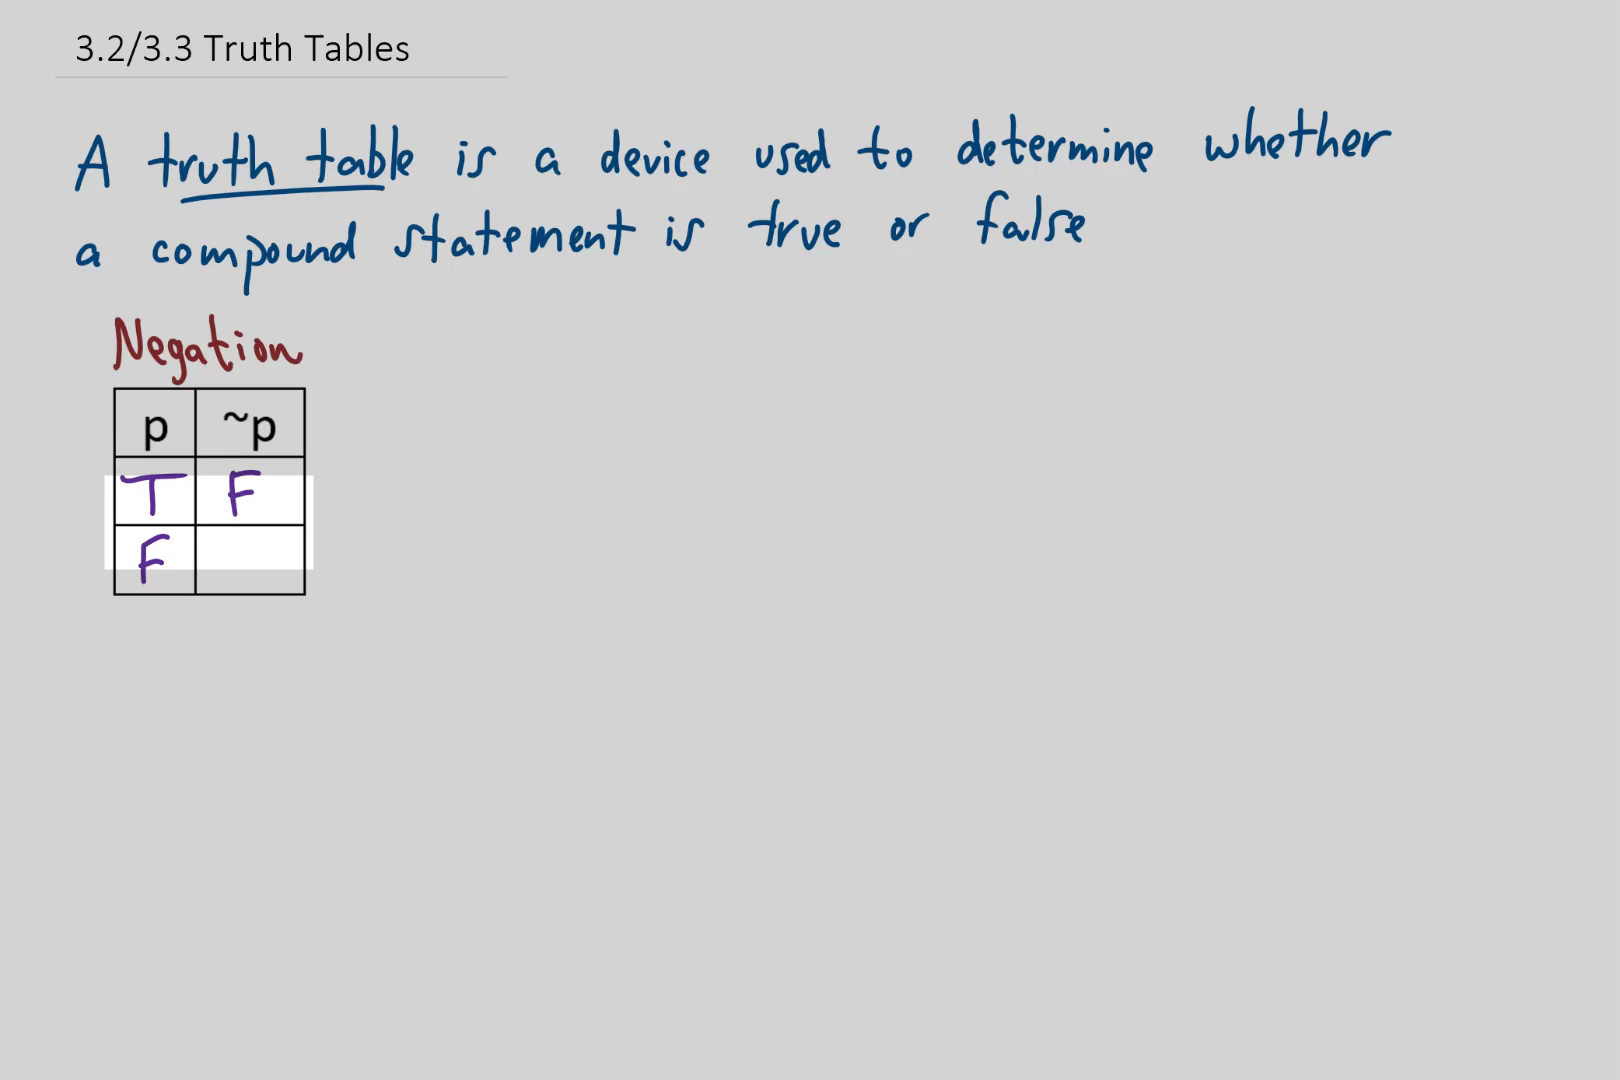 3.2/3.3 Truth Tables
A truth table is a device used to determine whether
a compound statement is true or false
Negation
p ~p
T F
F